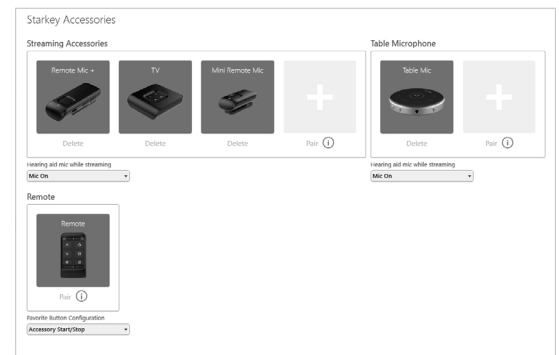 Starkey Accessories
Streaming Accessories
Remote Mic +
TV
Mini Remote Mic
Delete
Delete
Delete
Pair
Hearing aid mic while streaming
Mic On
Table Microphone
Table Mic
Delete
Pair
Hearing aid mic while streaming
Mic On
Remote
Remote
Pair
Favorite Button Configuration
Accessory Start/Stop